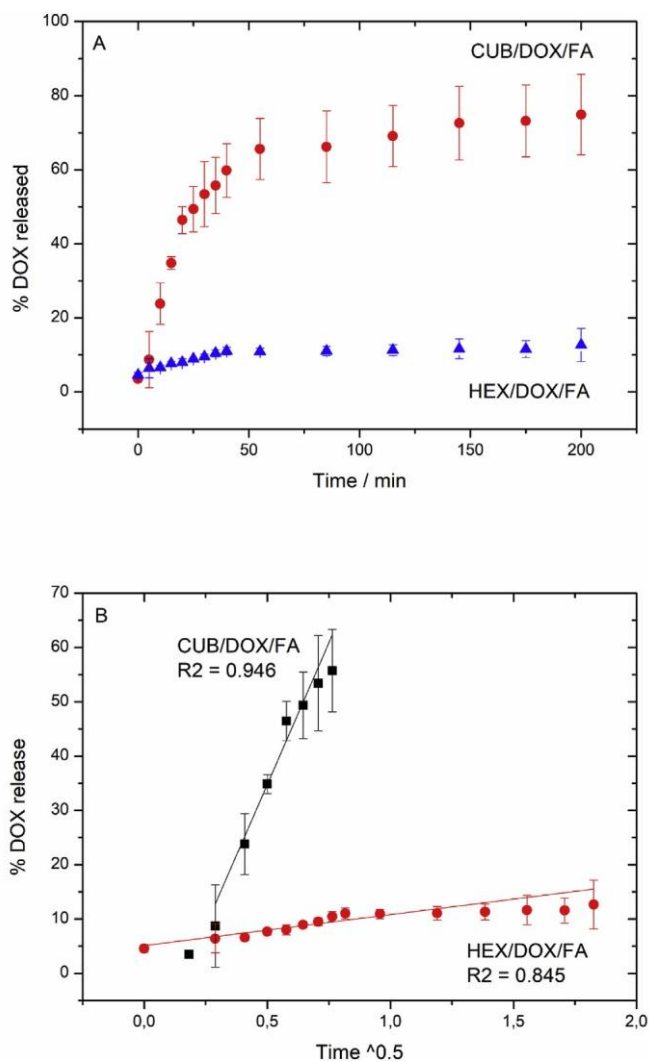 A
CUB/DOX/FA
100
80
60
40
20
0
% DOX released
HEX/DOX/FA
0
50
100
150
200
Time / min
B
CUB/DOX/FA
R2 = 0.946
70
60
50
40
30
20
10
0
% DOX release
HEX/DOX/FA
R2 = 0.845
0,0
0,5
1,0
1,5
2,0
Time ^0.5